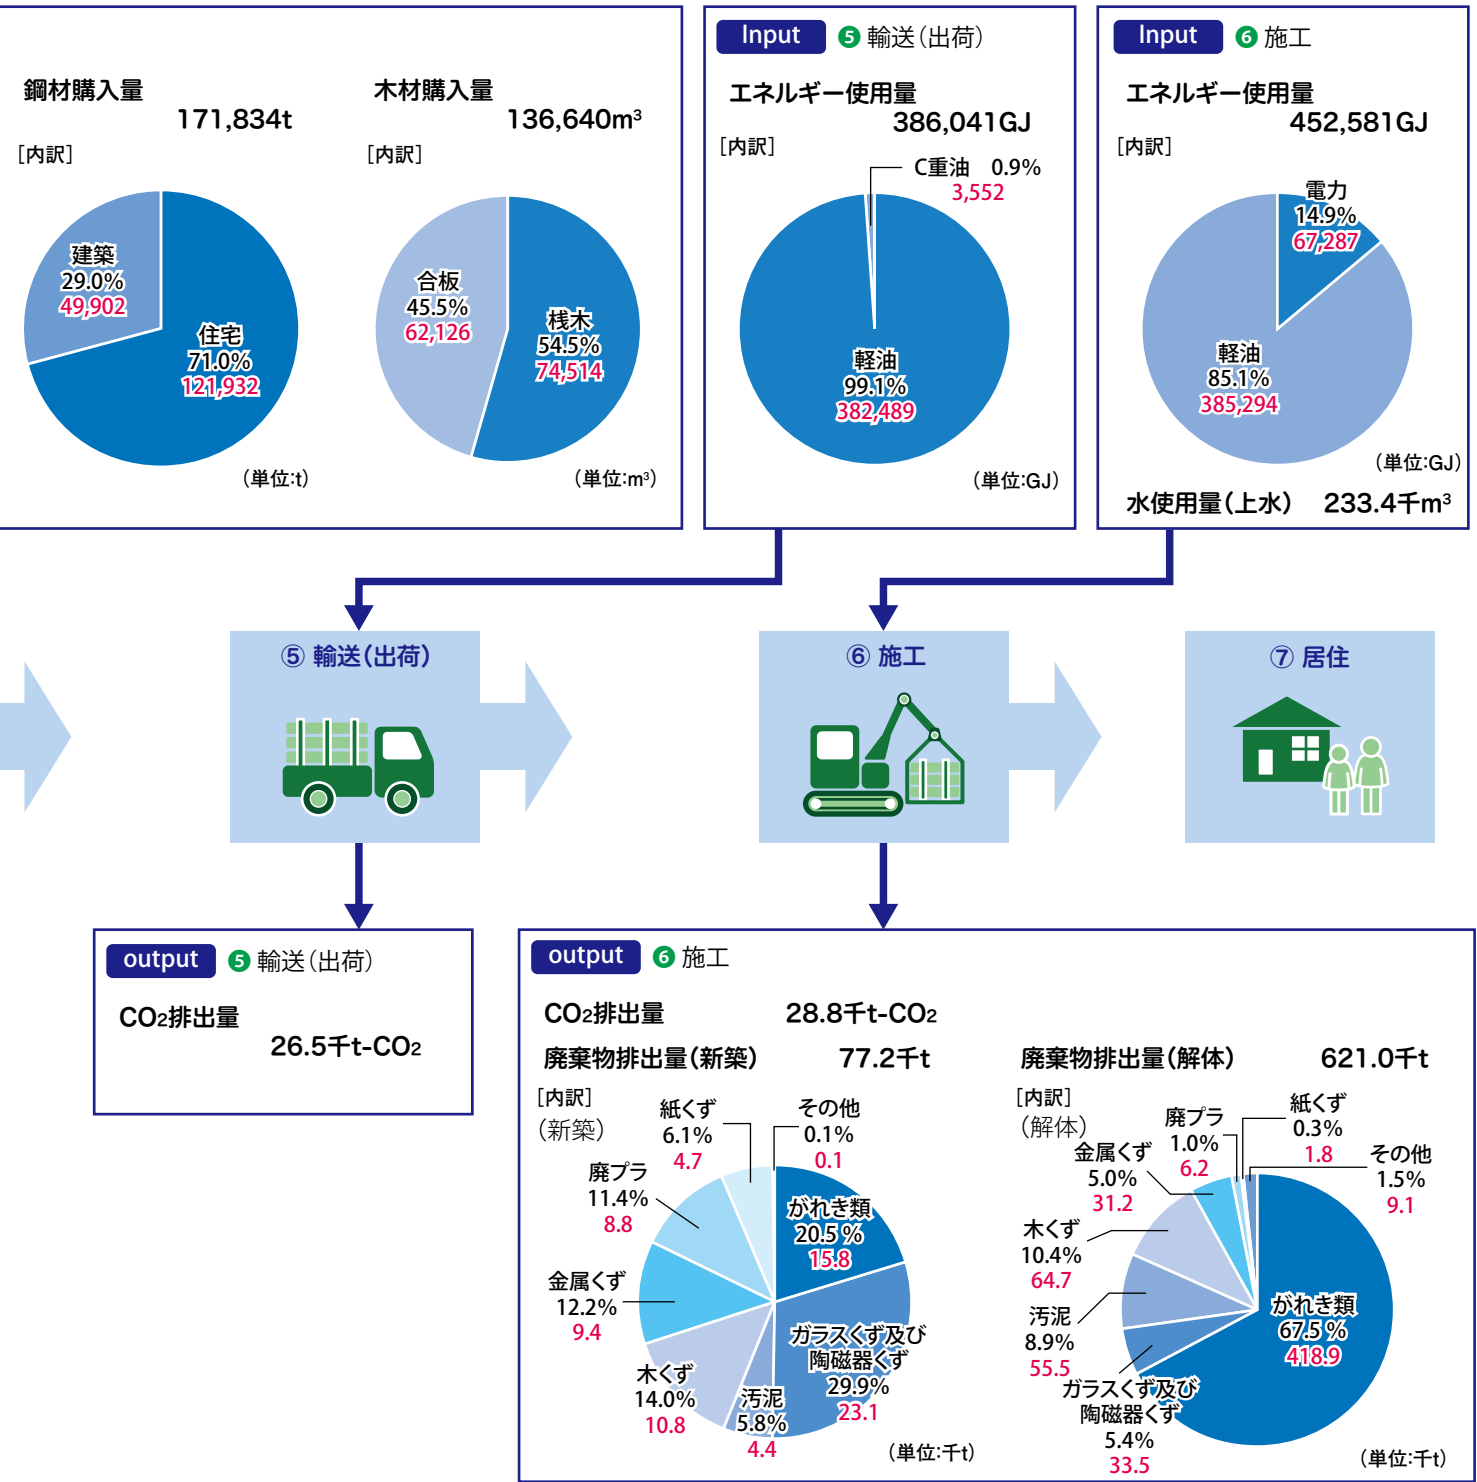 鋼材購入量
171,834t
[内訳]
建築
29.0%
49,902
住宅
71.0%
121,932
（単位:t）
木材購入量
136,640m³
[内訳]
合板
45.5%
62,126
桟木
54.5%
74,514
（単位:m³）
Input ❺ 輸送（出荷）
エネルギー使用量
386,041GJ
[内訳]
C重油 0.9%
3,552
軽油
99.1%
382,489
（単位:GJ）
Input ❻ 施工
エネルギー使用量
452,581GJ
[内訳]
電力
14.9%
67,287
軽油
85.1%
385,294
（単位:GJ）
水使用量（上水） 233.4千m³
⑤ 輸送（出荷）
⑥ 施工
⑦ 居住
output ❺ 輸送（出荷）
CO₂排出量
26.5千t-CO₂
output ❻ 施工
CO₂排出量 28.8千t-CO₂
廃棄物排出量（新築） 77.2千t
[内訳]
（新築）
紙くず
6.1%
4.7
その他
0.1%
0.1
廃プラ
11.4%
8.8
がれき類
20.5 %
15.8
金属くず
12.2%
9.4
ガラスくず及び
陶磁器くず
29.9%
23.1
木くず
14.0%
10.8
汚泥
5.8%
4.4
（単位:千t）
廃棄物排出量（解体） 621.0千t
[内訳]
（解体）
紙くず
0.3%
1.8
廃プラ
1.0%
6.2
金属くず
5.0%
31.2
その他
1.5%
9.1
木くず
10.4%
64.7
汚泥
8.9%
55.5
がれき類
67.5 %
418.9
ガラスくず及び
陶磁器くず
5.4%
33.5
（単位:千t）